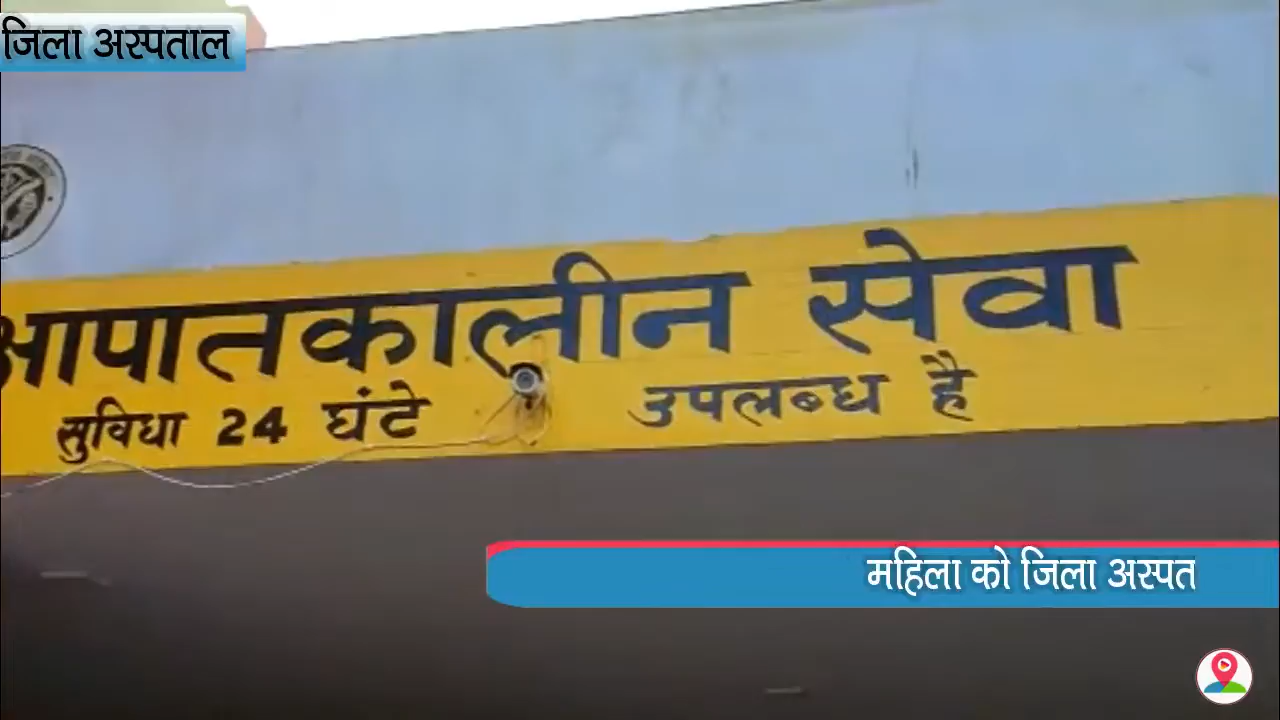 जिला अस्पताल
आपातकालीन सेवा
सुविधा 24 घंटे उपलब्ध है
महिला को जिला अस्पत